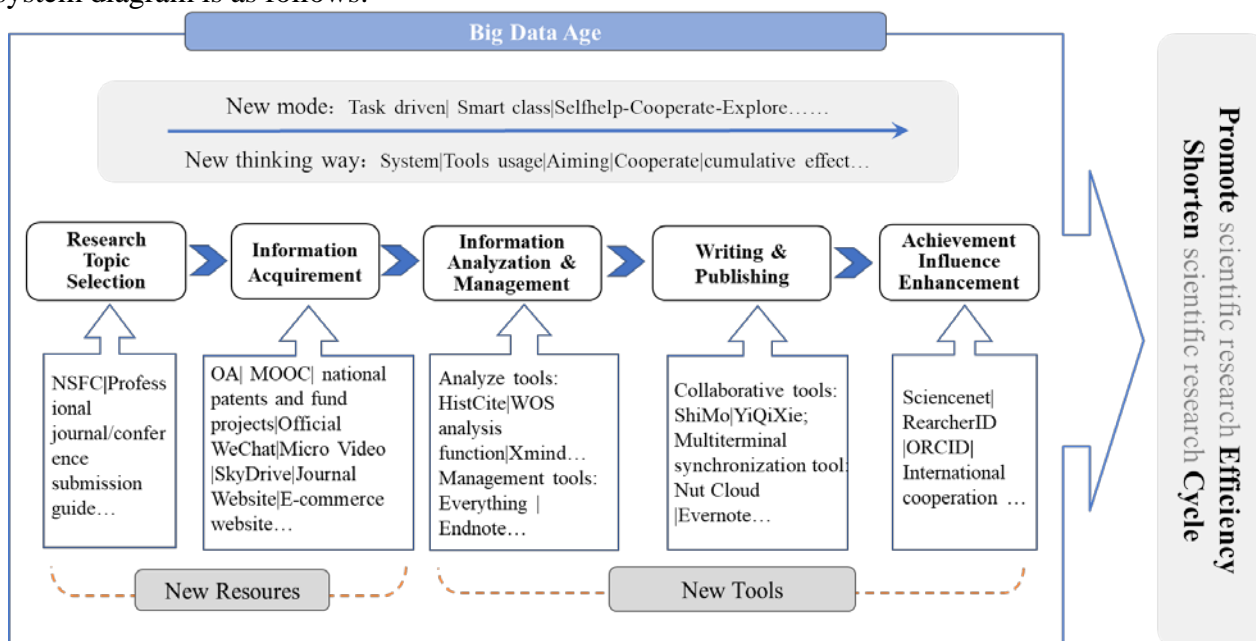 system diagram is as follows:
Big Data Age
New mode: Task driven| Smart class|Selfhelp-Cooperate-Explore……
New thinking way: System|Tools usage|Aiming|Cooperate|cumulative effect…
Research
Topic
Selection
Information
Acquirement
Information
Analyzation &
Management
Writing &
Publishing
Achievement
Influence
Enhancement
NSFC|Profess
ional
journal/confer
ence
submission
guide…
OA| MOOC| national
patents and fund
projects|Official
WeChat|Micro Video
|SkyDrive|Journal
Website|E-commerce
website…
Analyze tools:
HistCite|WOS
analysis
function|Xmind…
Management tools:
Everything |
Endnote…
Collaborative tools:
ShiMo|YiQiXie;
Multiterminal
synchronization tool:
Nut Cloud
|Evernote…
Sciencenet|
RearcherID
|ORCID|
International
cooperation …
New Resoures
New Tools
Promote scientific research Efficiency
Shorten scientific research Cycle